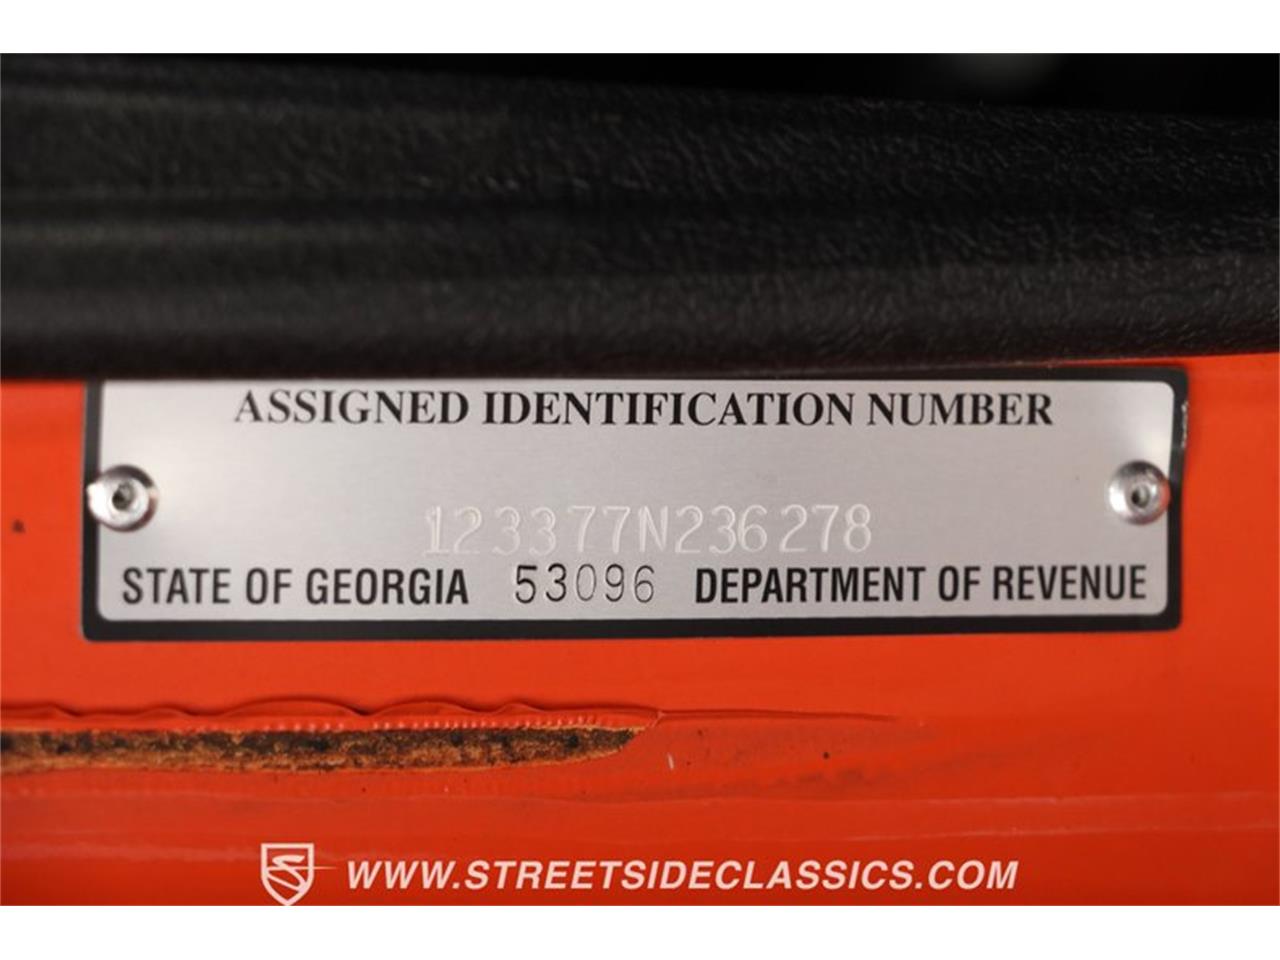 ASSIGNED IDENTIFICATION NUMBER
123377N236278
STATE OF GEORGIA 53096 DEPARTMENT OF REVENUE
WWW.STREETSIDECLASSICS.COM